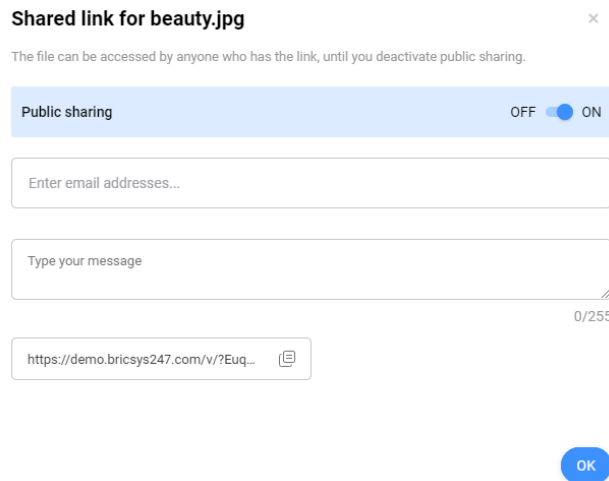 Shared link for beauty.jpg
The file can be accessed by anyone who has the link, until you deactivate public sharing.
Public sharing OFF ON
Enter email addresses...
Type your message
0/255
https://demo.bricsys247.com/v/?Euq...
OK